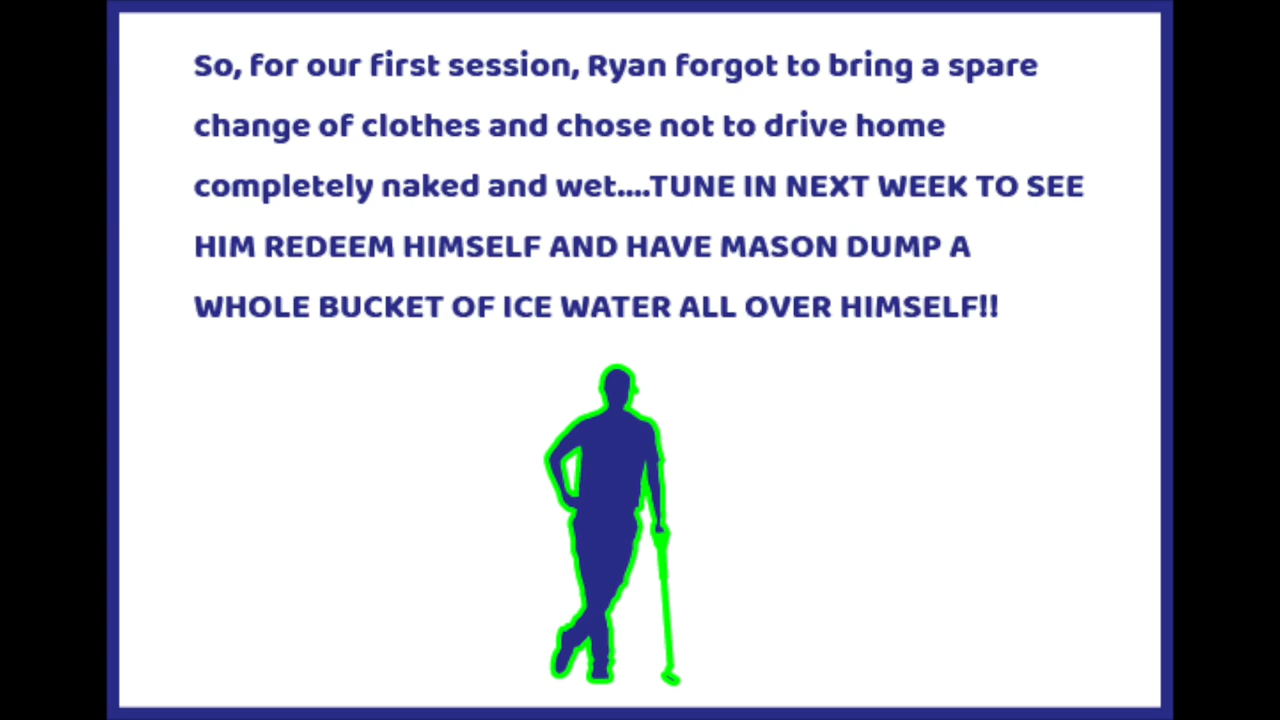 So, for our first session, Ryan forgot to bring a spare
change of clothes and chose not to drive home
completely naked and wet....TUNE IN NEXT WEEK TO SEE
HIM REDEEM HIMSELF AND HAVE MASON DUMP A
WHOLE BUCKET OF ICE WATER ALL OVER HIMSELF!!